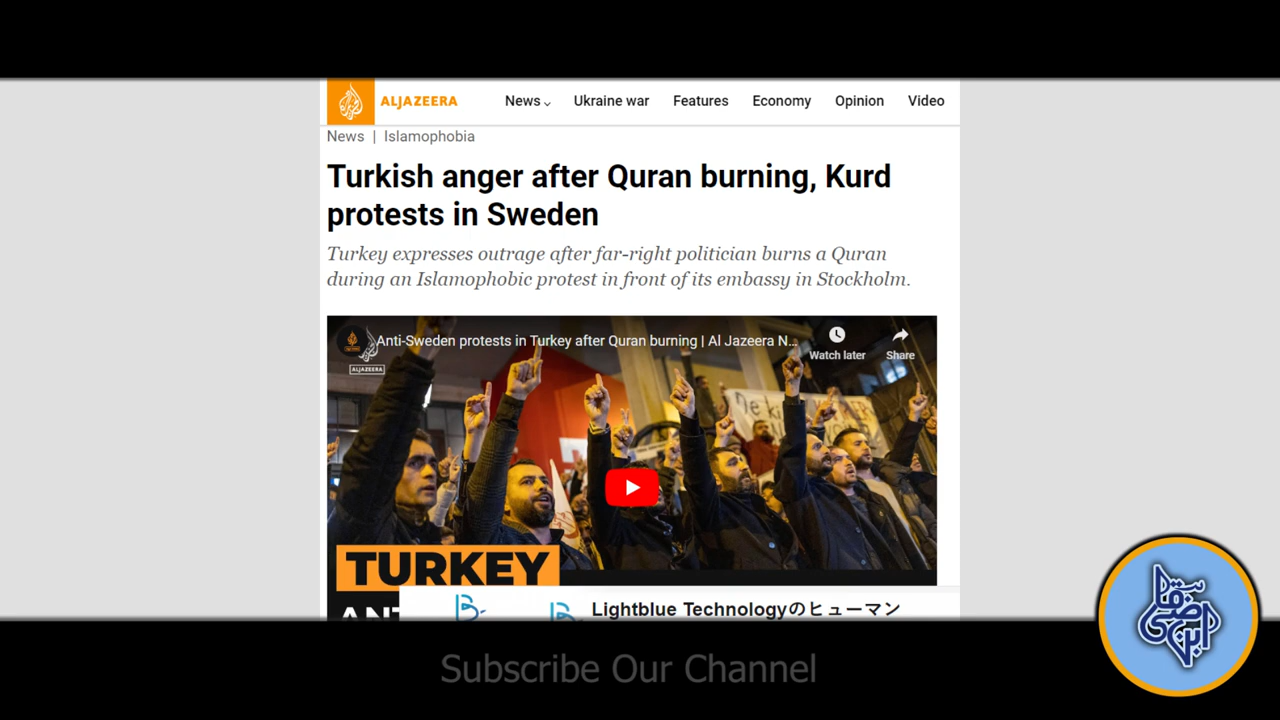 ALJAZEERA
News Ukraine war Features Economy Opinion Video
News | Islamophobia
Turkish anger after Quran burning, Kurd
protests in Sweden
Turkey expresses outrage after far-right politician burns a Quran
during an Islamophobic protest in front of its embassy in Stockholm.
Anti-Sweden protests in Turkey after Quran burning | Al Jazeera N...
Watch later
Share
ALJAZEERA
TURKEY
ANT
Lightblue Technologyのヒューマン
Subscribe Our Channel